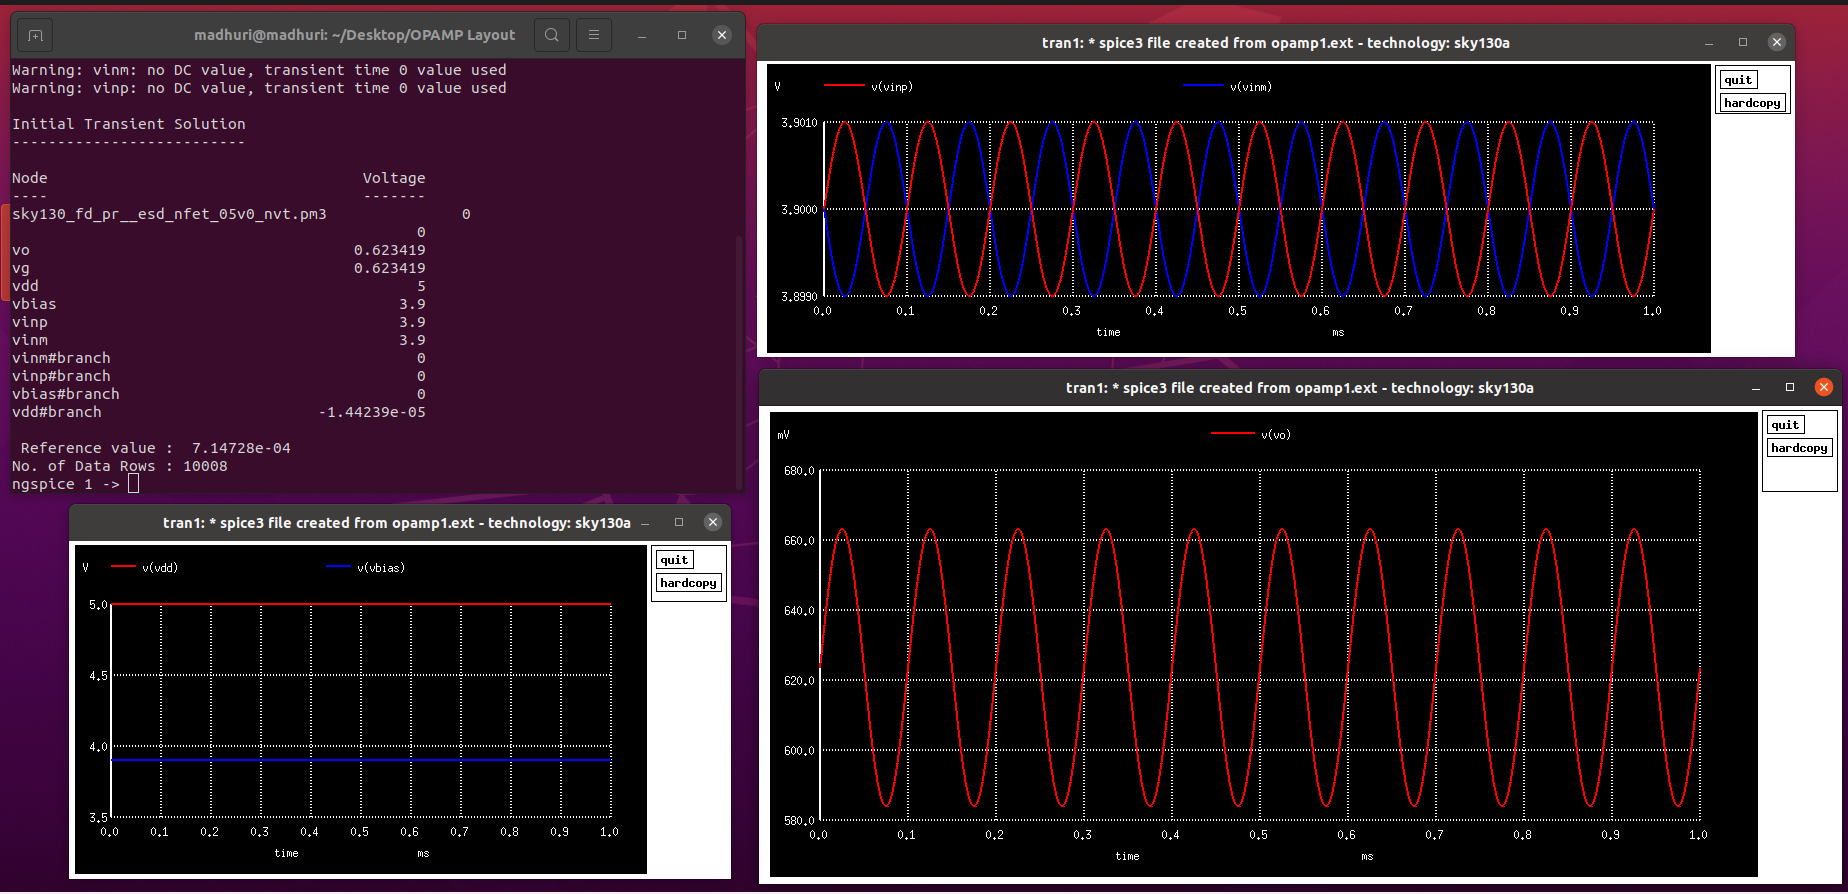 madhuri@madhuri: ~/Desktop/OPAMP Layout
Warning: vinm: no DC value, transient time 0 value used
Warning: vinp: no DC value, transient time 0 value used
Initial Transient Solution
--------------------------
Node Voltage
---- -------
sky130_fd_pr__esd_nfet_05v0_nvt.pm3 0
0
vo 0.623419
vg 0.623419
vdd 5
vbias 3.9
vinp 3.9
vinm 3.9
vinm#branch 0
vinp#branch 0
vbias#branch 0
vdd#branch -1.44239e-05
Reference value : 7.14728e-04
No. of Data Rows : 10008
ngspice 1 ->
tran1: * spice3 file created from opamp1.ext - technology: sky130a
quit
hardcopy
V v(vinp) v(vinm)
3.9010
3.9000
3.8990
0.0 0.1 0.2 0.3 0.4 0.5 0.6 0.7 0.8 0.9 1.0
time ms
tran1: * spice3 file created from opamp1.ext - technology: sky130a
quit
hardcopy
V v(vdd) v(vbias)
5.0
4.5
4.0
3.5
0.0 0.1 0.2 0.3 0.4 0.5 0.6 0.7 0.8 0.9 1.0
time ms
tran1: * spice3 file created from opamp1.ext - technology: sky130a
quit
hardcopy
mV v(vo)
680.0
660.0
640.0
620.0
600.0
580.0
0.0 0.1 0.2 0.3 0.4 0.5 0.6 0.7 0.8 0.9 1.0
time ms